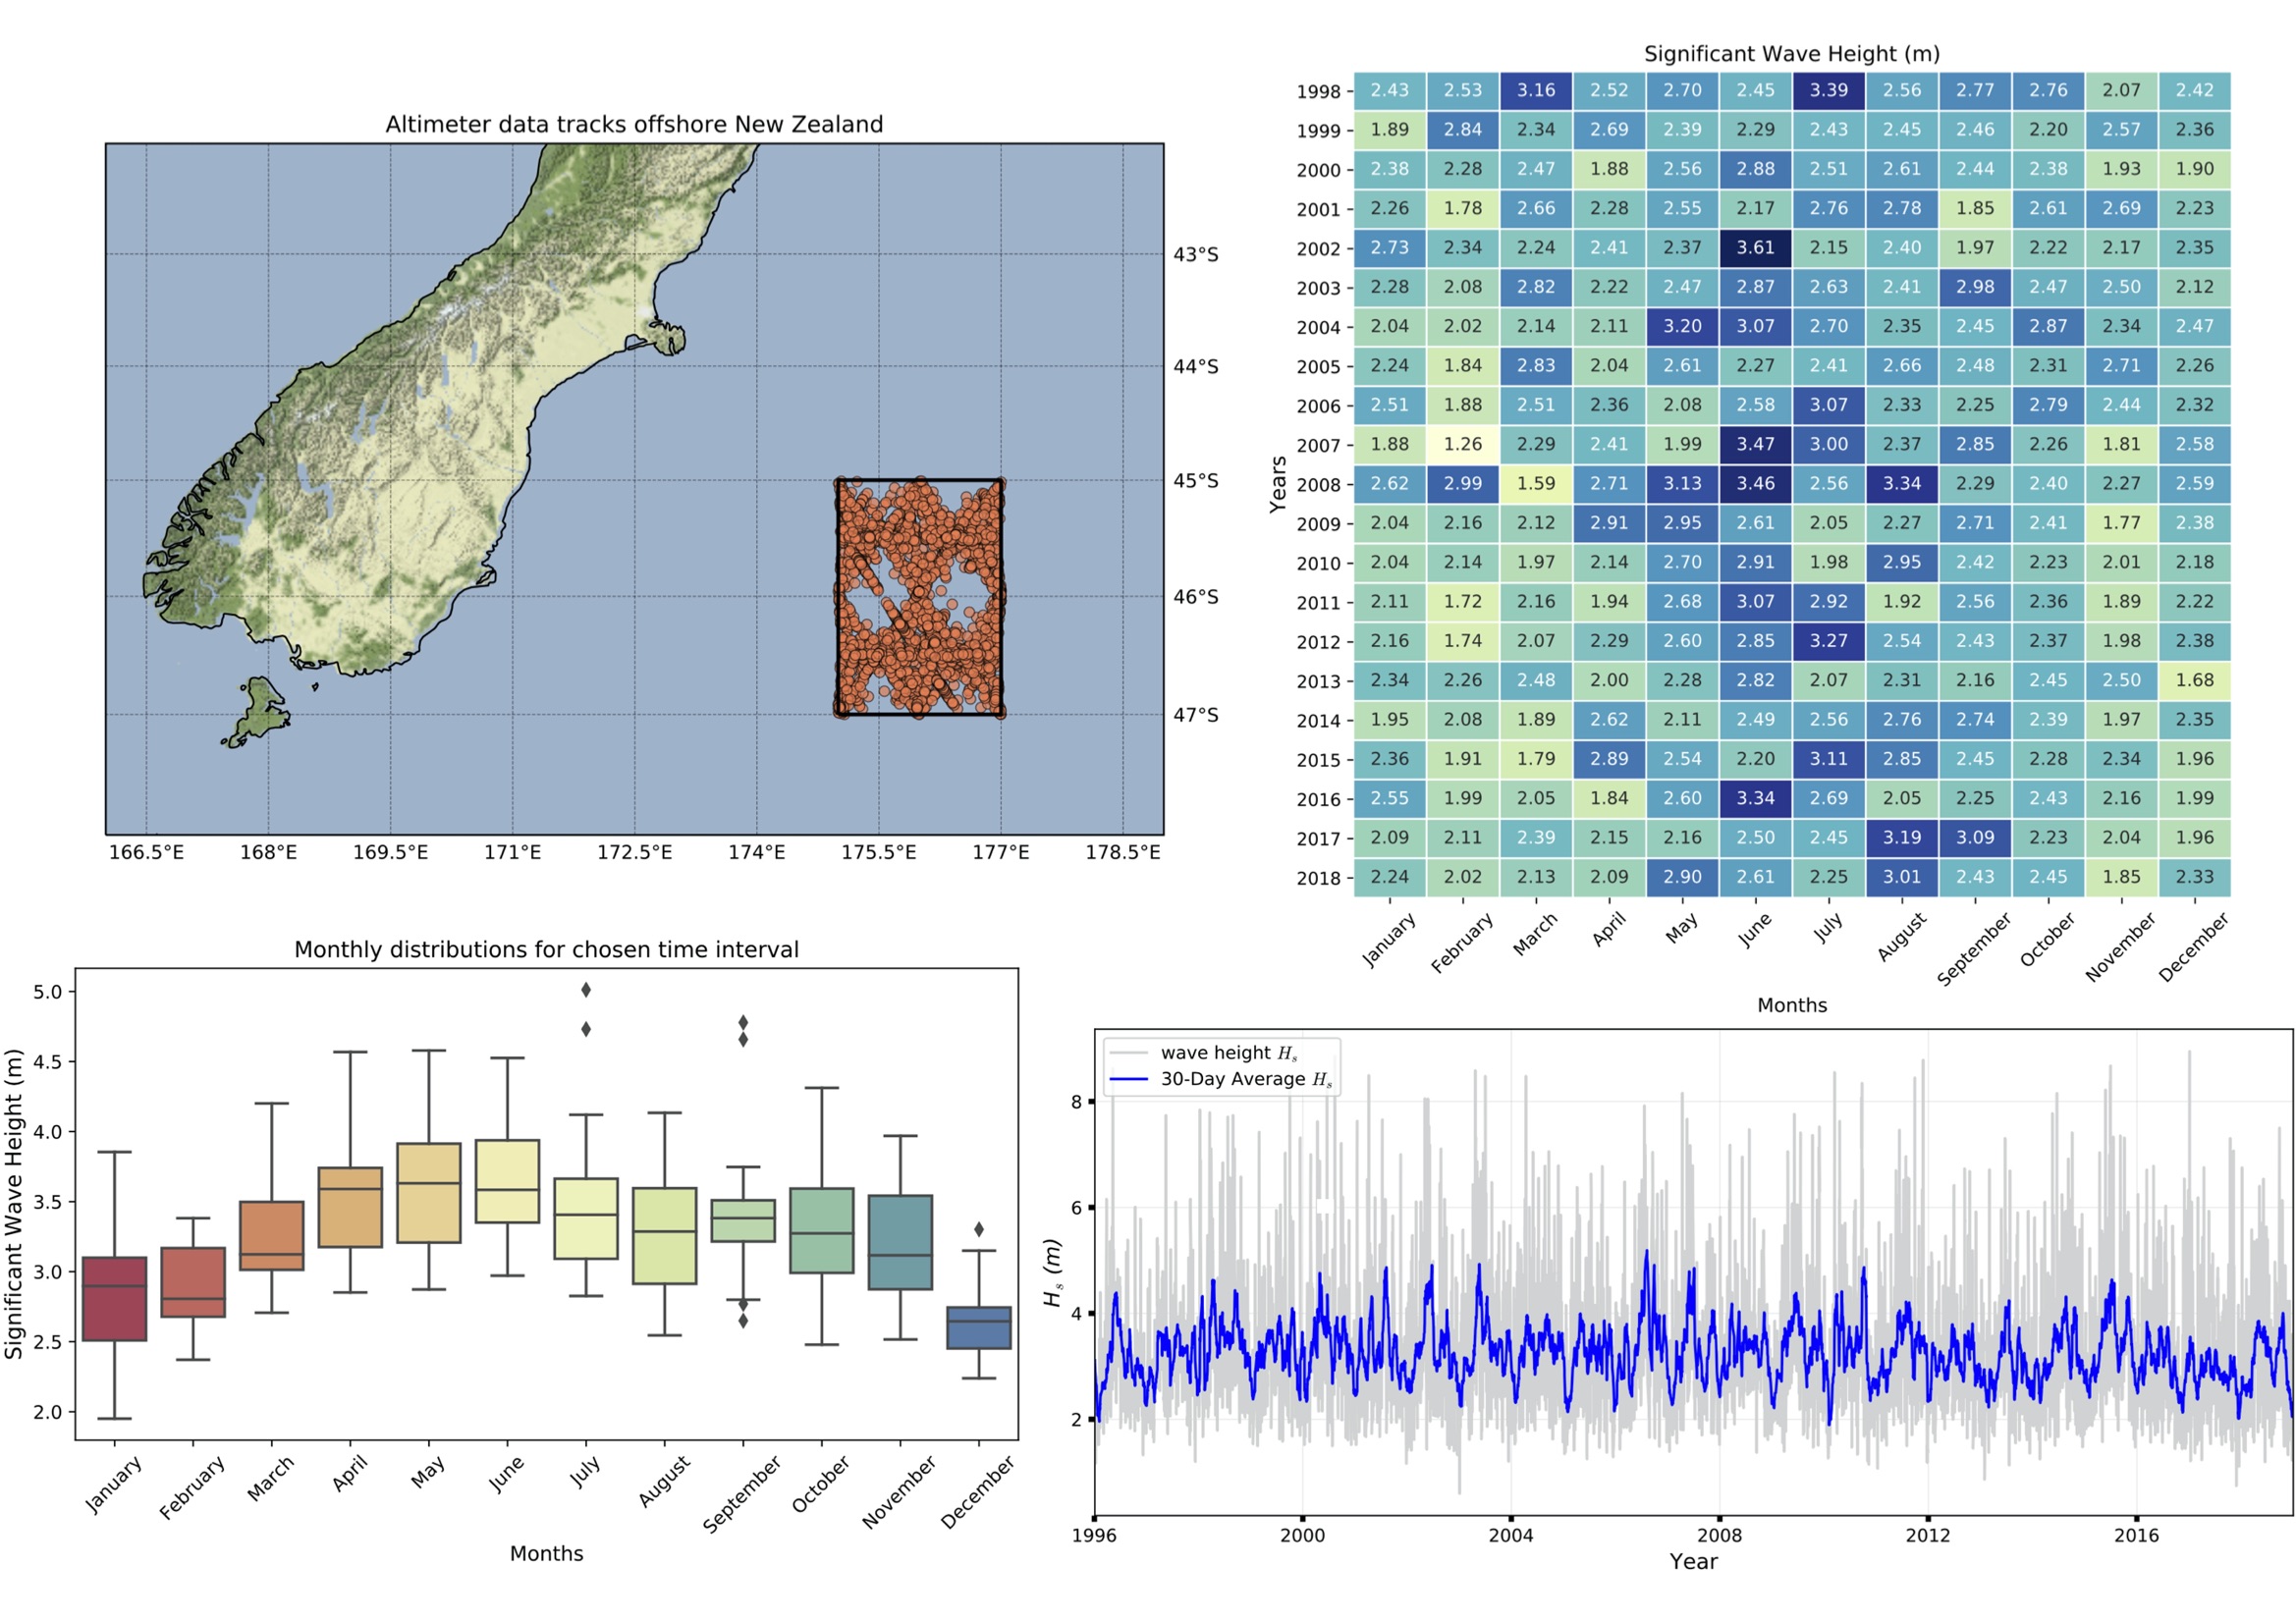 Altimeter data tracks offshore New Zealand
43°S
44°S
45°S
46°S
47°S
166.5°E 168°E 169.5°E 171°E 172.5°E 174°E 175.5°E 177°E 178.5°E
Significant Wave Height (m)
Years
1998 2.43 2.53 3.16 2.52 2.70 2.45 3.39 2.56 2.77 2.76 2.07 2.42
1999 1.89 2.84 2.34 2.69 2.39 2.29 2.43 2.45 2.46 2.20 2.57 2.36
2000 2.38 2.28 2.47 1.88 2.56 2.88 2.51 2.61 2.44 2.38 1.93 1.90
2001 2.26 1.78 2.66 2.28 2.55 2.17 2.76 2.78 1.85 2.61 2.69 2.23
2002 2.73 2.34 2.24 2.41 2.37 3.61 2.15 2.40 1.97 2.22 2.17 2.35
2003 2.28 2.08 2.82 2.22 2.47 2.87 2.63 2.41 2.98 2.47 2.50 2.12
2004 2.04 2.02 2.14 2.11 3.20 3.07 2.70 2.35 2.45 2.87 2.34 2.47
2005 2.24 1.84 2.83 2.04 2.61 2.27 2.41 2.66 2.48 2.31 2.71 2.26
2006 2.51 1.88 2.51 2.36 2.08 2.58 3.07 2.33 2.25 2.79 2.44 2.32
2007 1.88 1.26 2.29 2.41 1.99 3.47 3.00 2.37 2.85 2.26 1.81 2.58
2008 2.62 2.99 1.59 2.71 3.13 3.46 2.56 3.34 2.29 2.40 2.27 2.59
2009 2.04 2.16 2.12 2.91 2.95 2.61 2.05 2.27 2.71 2.41 1.77 2.38
2010 2.04 2.14 1.97 2.14 2.70 2.91 1.98 2.95 2.42 2.23 2.01 2.18
2011 2.11 1.72 2.16 1.94 2.68 3.07 2.92 1.92 2.56 2.36 1.89 2.22
2012 2.16 1.74 2.07 2.29 2.60 2.85 3.27 2.54 2.43 2.37 1.98 2.38
2013 2.34 2.26 2.48 2.00 2.28 2.82 2.07 2.31 2.16 2.45 2.50 1.68
2014 1.95 2.08 1.89 2.62 2.11 2.49 2.56 2.76 2.74 2.39 1.97 2.35
2015 2.36 1.91 1.79 2.89 2.54 2.20 3.11 2.85 2.45 2.28 2.34 1.96
2016 2.55 1.99 2.05 1.84 2.60 3.34 2.69 2.05 2.25 2.43 2.16 1.99
2017 2.09 2.11 2.39 2.15 2.16 2.50 2.45 3.19 3.09 2.23 2.04 1.96
2018 2.24 2.02 2.13 2.09 2.90 2.61 2.25 3.01 2.43 2.45 1.85 2.33
January February March April May June July August September October November December
Months
Monthly distributions for chosen time interval
Significant Wave Height (m)
5.0
4.5
4.0
3.5
3.0
2.5
2.0
January February March April May June July August September October November December
Months
wave height Hₛ
30-Day Average Hₛ
Hₛ (m)
8
6
4
2
1996 2000 2004 2008 2012 2016
Year